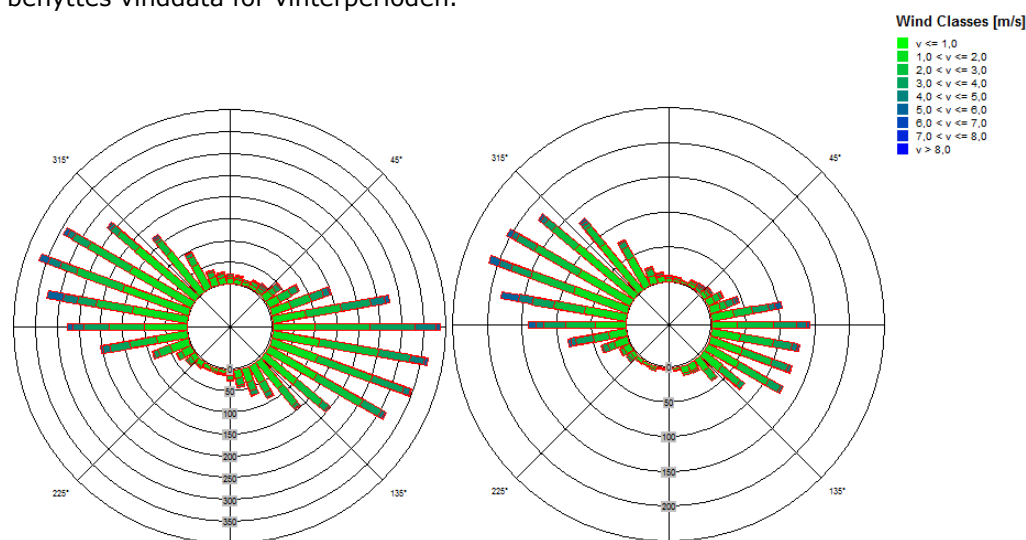 benyttes vinddata for vinterperioden.
Wind Classes [m/s]
v <= 1,0
1,0 < v <= 2,0
2,0 < v <= 3,0
3,0 < v <= 4,0
4,0 < v <= 5,0
5,0 < v <= 6,0
6,0 < v <= 7,0
7,0 < v <= 8,0
v > 8,0
315°
45°
225°
135°
0
50
100
150
200
250
300
350
315°
45°
225°
135°
0
50
100
150
200